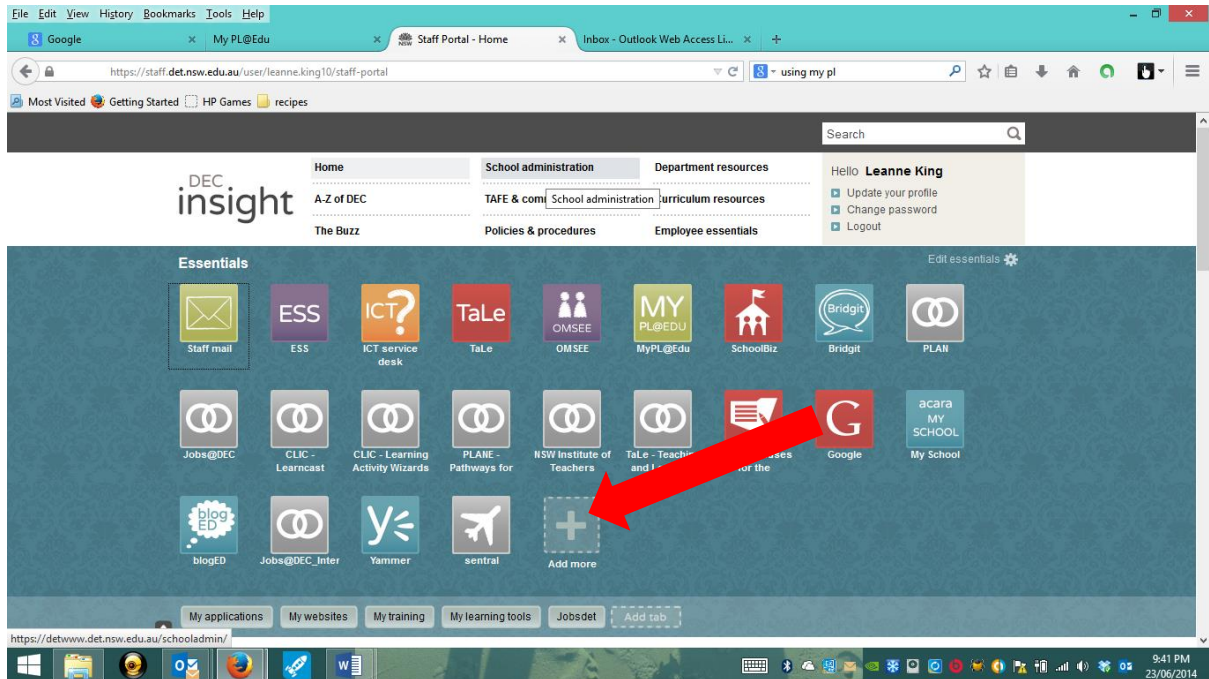 File Edit View History Bookmarks Tools Help
Google My PL@Edu Staff Portal - Home Inbox - Outlook Web Access Li...
https://staff.det.nsw.edu.au/user/leanne.king10/staff-portal using my pl
Most Visited Getting Started HP Games recipes
Search
DEC
insight
Home School administration Department resources
A-Z of DEC TAFE & com School administration urriculum resources
The Buzz Policies & procedures Employee essentials
Hello Leanne King
Update your profile
Change password
Logout
Essentials Edit essentials
ESS ICT? TaLe OMSEE MY PL@EDU Bridgit
Staff mail ESS ICT service desk TaLe OMSEE MyPL@Edu SchoolBiz Bridgit PLAN
G acara MY SCHOOL
Jobs@DEC CLIC - Learncast CLIC - Learning Activity Wizards PLANE - Pathways for NSW Institute of Teachers TaLe - Teachin and L for the Google My School
blog ED
blogED Jobs@DEC_Inter Yammer sentral Add more
My applications My websites My training My learning tools Jobsdet Add tab
https://detwww.det.nsw.edu.au/schooladmin/
9:41 PM
23/06/2014